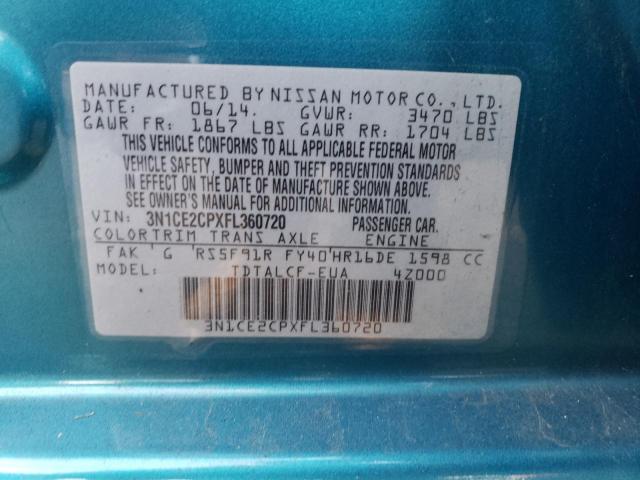 MANUFACTURED BY NISSAN MOTOR CO., LTD.
DATE: 06/14. GVWR: 3470 LBS
GAWR FR: 1867 LBS GAWR RR: 1704 LBS
THIS VEHICLE CONFORMS TO ALL APPLICABLE FEDERAL MOTOR
VEHICLE SAFETY, BUMPER AND THEFT PREVENTION STANDARDS
IN EFFECT ON THE DATE OF MANUFACTURE SHOWN ABOVE.
SEE OWNER'S MANUAL FOR ADDITIONAL INFORMATION.
VIN: 3N1CE2CPXFL360720 PASSENGER CAR.
COLORTRIM TRANS AXLE ENGINE
FAK 'G 'RS5F91R FY40'HR16DE 1598 CC
MODEL: TDTALCF-EUA 4Z000
3N1CE2CPXFL360720